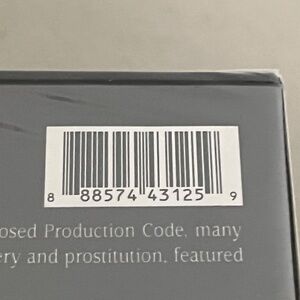 8 88574 43125 9
osed Production Code, many
ery and prostitution, featured